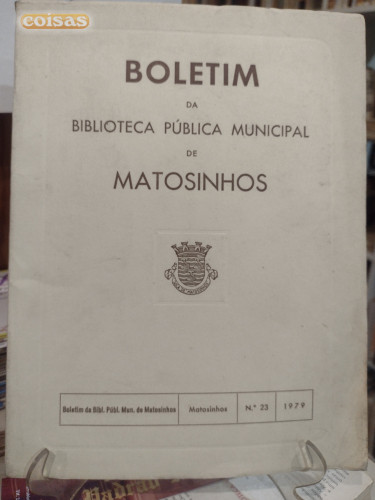 coisas
BOLETIM
DA
BIBLIOTECA PÚBLICA MUNICIPAL
DE
MATOSINHOS
Boletim da Bibl. Públ. Mun. de Matosinhos Matosinhos N.º 23 1979